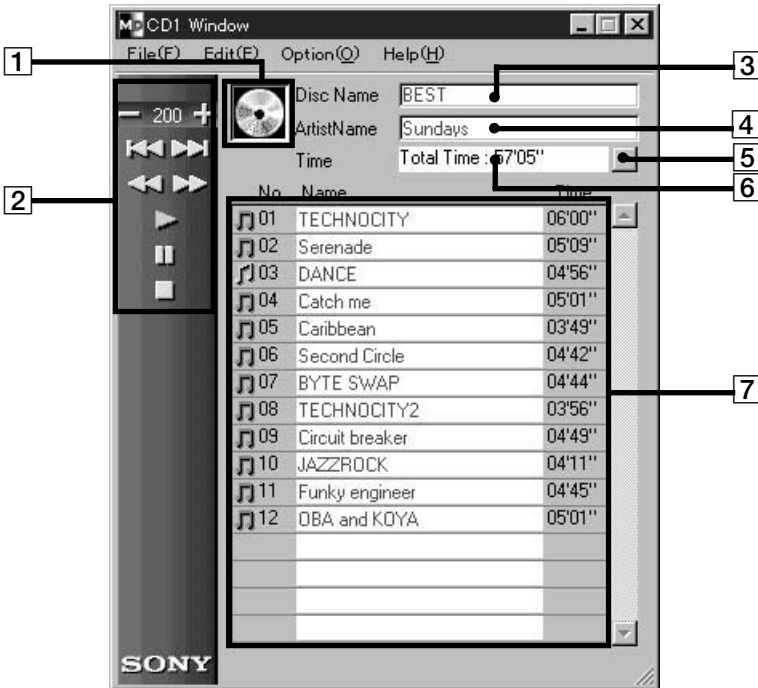 MD CD1 Window
File(F) Edit(E) Option(O) Help(H)
1
3
Disc Name BEST
200
ArtistName Sundays
4
Time Total Time : 57'05''
5
6
2
No. Name Time
01 TECHNOCITY 06'00''
02 Serenade 05'09''
03 DANCE 04'56''
04 Catch me 05'01''
05 Caribbean 03'49''
06 Second Circle 04'42''
07 BYTE SWAP 04'44''
7
08 TECHNOCITY2 03'56''
09 Circuit breaker 04'49''
10 JAZZROCK 04'11''
11 Funky engineer 04'45''
12 OBA and KOYA 05'01''
SONY